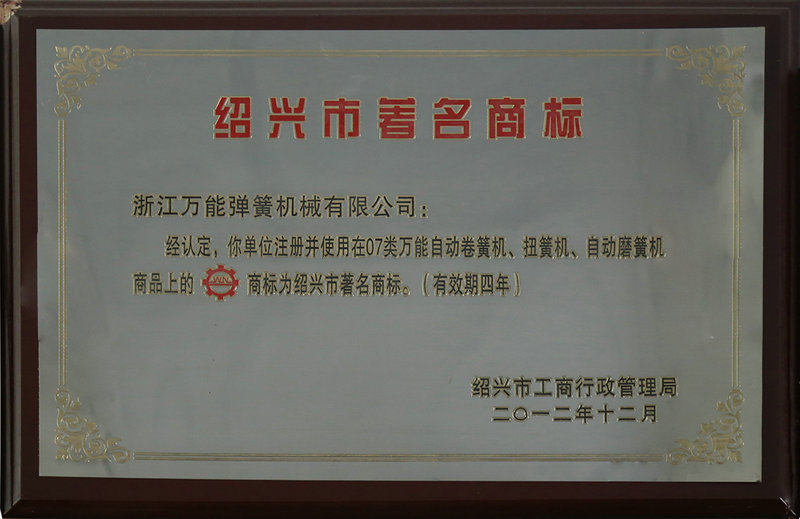 绍兴市著名商标
浙江万能弹簧机械有限公司：
经认定，你单位注册并使用在07类万能自动卷簧机、扭簧机、自动磨簧机
商品上的 WN 商标为绍兴市著名商标。（有效期四年）
绍兴市工商行政管理局
二〇一二年十二月